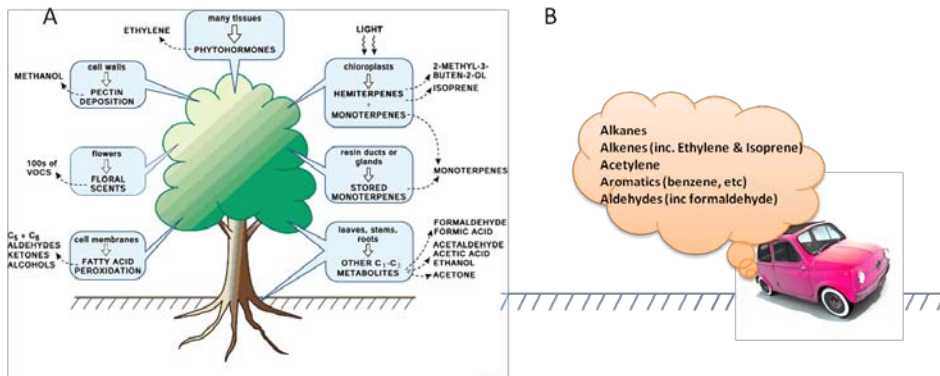 A
many tissues
PHYTOHORMONES
ETHYLENE
cell walls
PECTIN
DEPOSITION
METHANOL
flowers
FLORAL
SCENTS
100s of
VOCS
cell membranes
FATTY ACID
PEROXIDATION
C₅ + C₆
ALDEHYDES
KETONES
ALCOHOLS
LIGHT
chloroplasts
HEMITERPENES
+
MONOTERPENES
2-METHYL-3-
BUTEN-2-OL
ISOPRENE
resin ducts or
glands
STORED
MONOTERPENES
MONOTERPENES
leaves, stems,
roots
OTHER C₁-C₃
METABOLITES
FORMALDEHYDE
FORMIC ACID
ACETALDEHYDE
ACETIC ACID
ETHANOL
ACETONE
B
Alkanes
Alkenes (inc. Ethylene & Isoprene)
Acetylene
Aromatics (benzene, etc)
Aldehydes (inc formaldehyde)